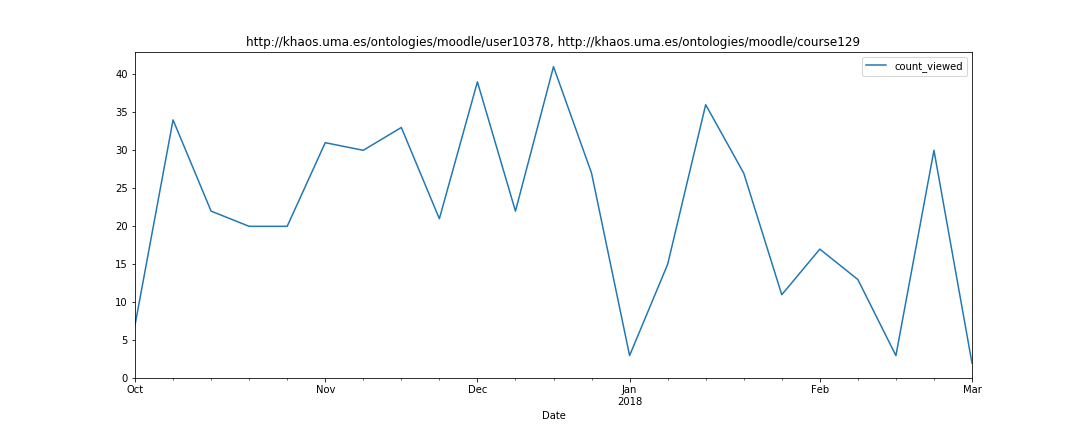 http://khaos.uma.es/ontologies/moodle/user10378, http://khaos.uma.es/ontologies/moodle/course129
count_viewed
40
35
30
25
20
15
10
5
0
Oct Nov Dec Jan Feb Mar
2018
Date